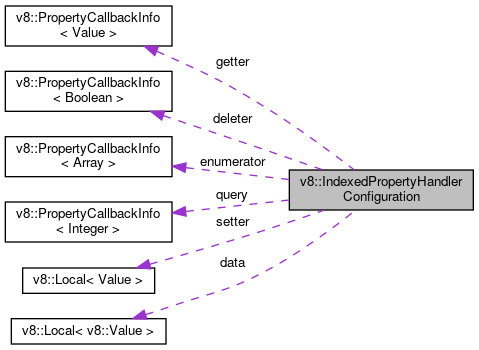 v8::PropertyCallbackInfo
< Value >
getter
v8::PropertyCallbackInfo
< Boolean >
deleter
v8::PropertyCallbackInfo
< Array >
enumerator
v8::IndexedPropertyHandler
Configuration
v8::PropertyCallbackInfo
< Integer >
query
setter
v8::Local< Value >
data
v8::Local< v8::Value >